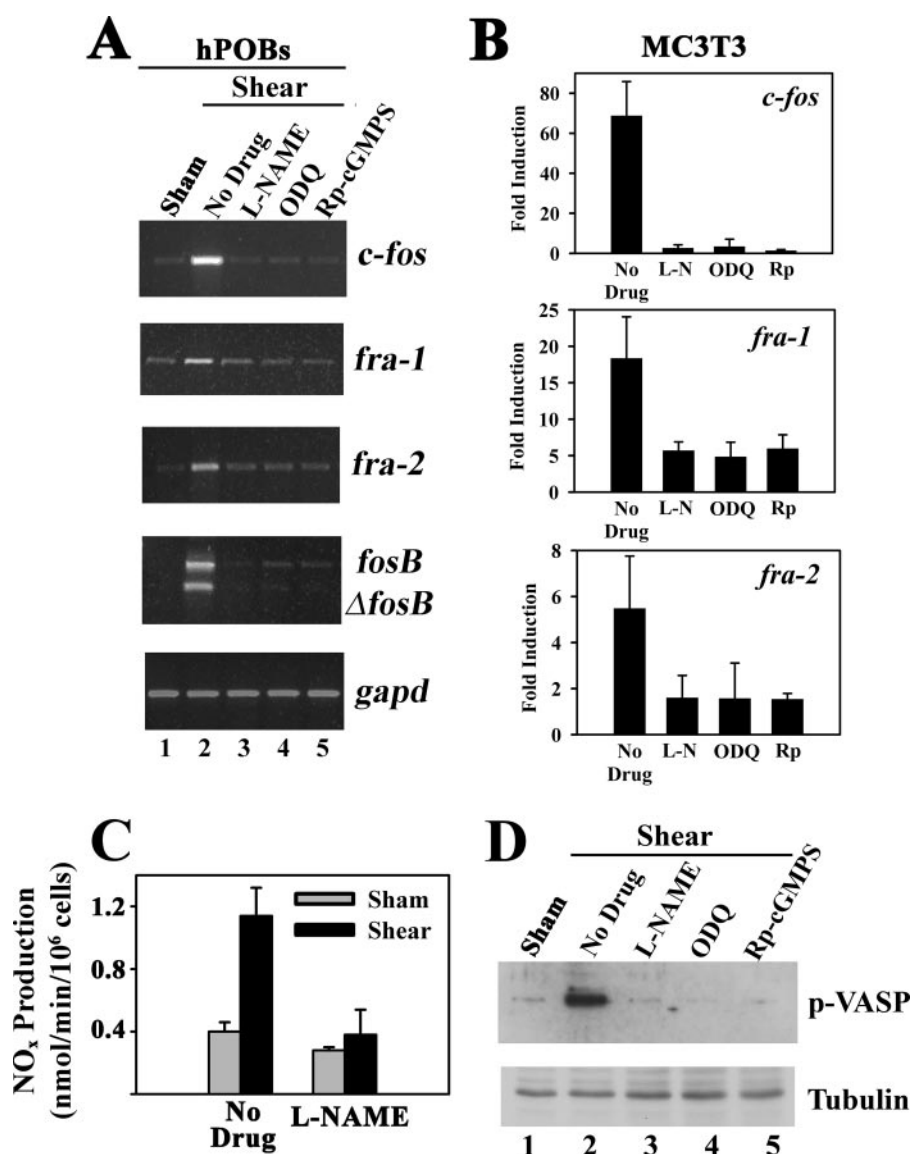 A
hPOBs
Shear
Sham
No Drug
L-NAME
ODQ
Rp-cGMPS
c-fos
fra-1
fra-2
fosB
ΔfosB
gapd
1 2 3 4 5
B
MC3T3
c-fos
Fold Induction
80
60
40
20
0
No Drug
L-N
ODQ
Rp
fra-1
Fold Induction
25
20
15
10
5
0
No Drug
L-N
ODQ
Rp
fra-2
Fold Induction
8
6
4
2
0
No Drug
L-N
ODQ
Rp
C
NOx Production
(nmol/min/10⁶ cells)
1.2
0.8
0.4
Sham
Shear
No Drug
L-NAME
D
Shear
Sham
No Drug
L-NAME
ODQ
Rp-cGMPS
p-VASP
Tubulin
1 2 3 4 5